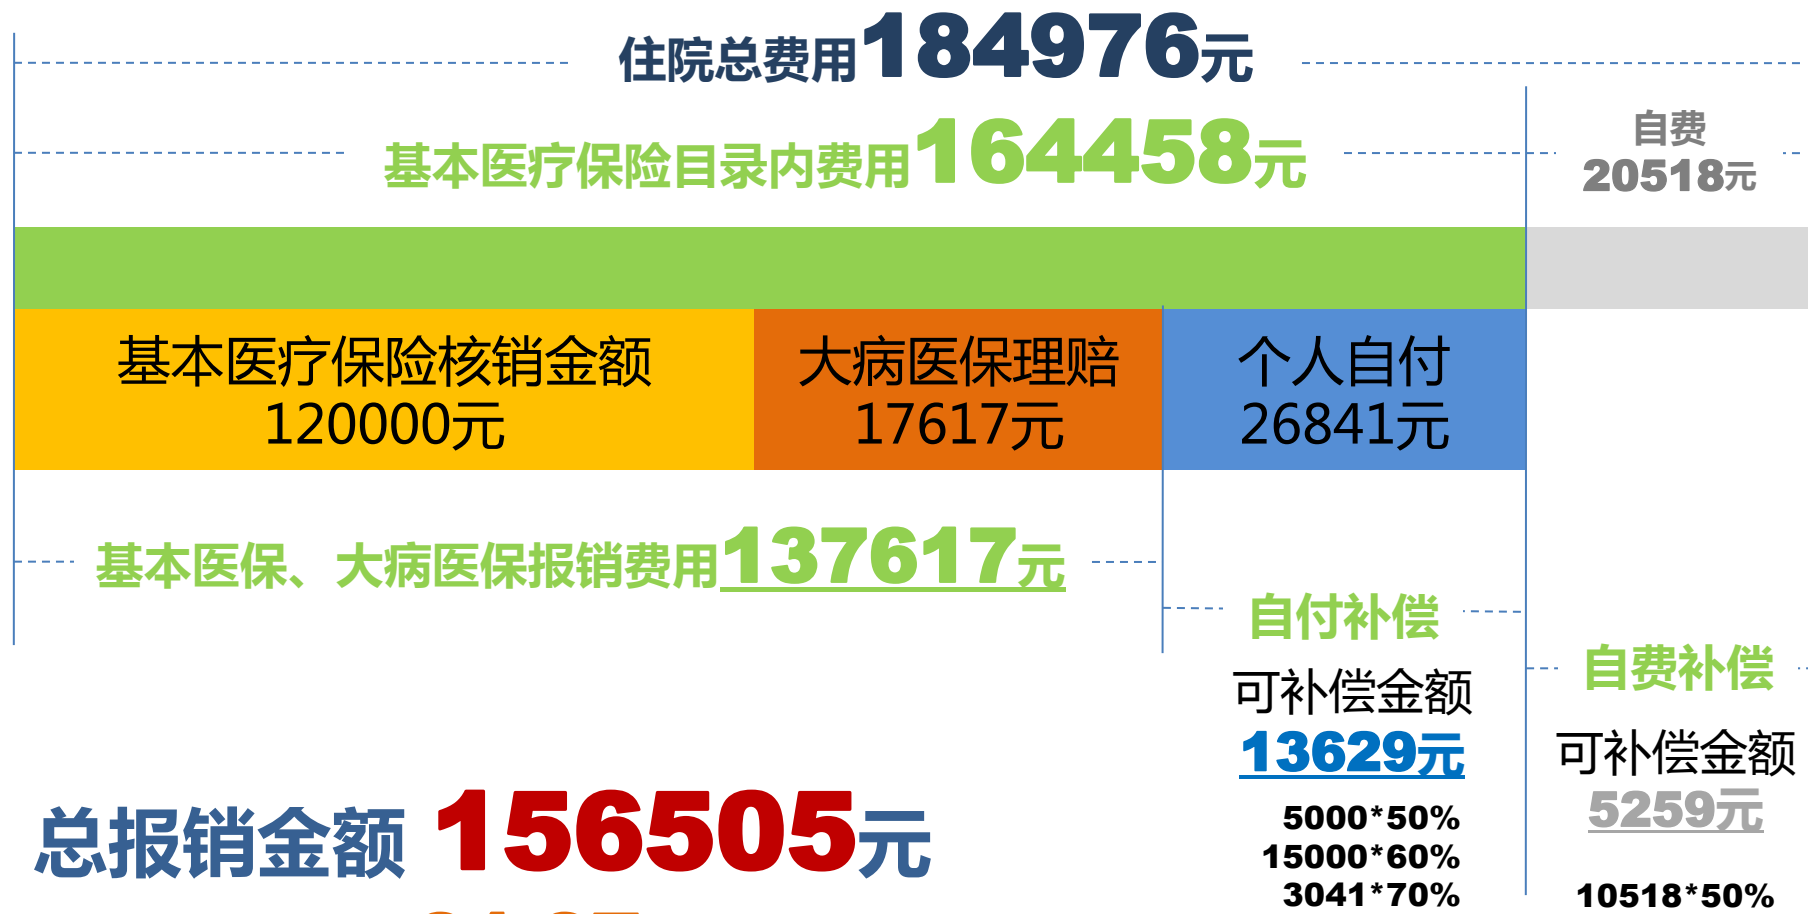 住院总费用184976元
基本医疗保险目录内费用164458元
自费
20518元
基本医疗保险核销金额
120000元
大病医保理赔
17617元
个人自付
26841元
基本医保、大病医保报销费用137617元
自付补偿
可补偿金额
13629元
5000*50%
15000*60%
3041*70%
自费补偿
可补偿金额
5259元
10518*50%
总报销金额 156505元